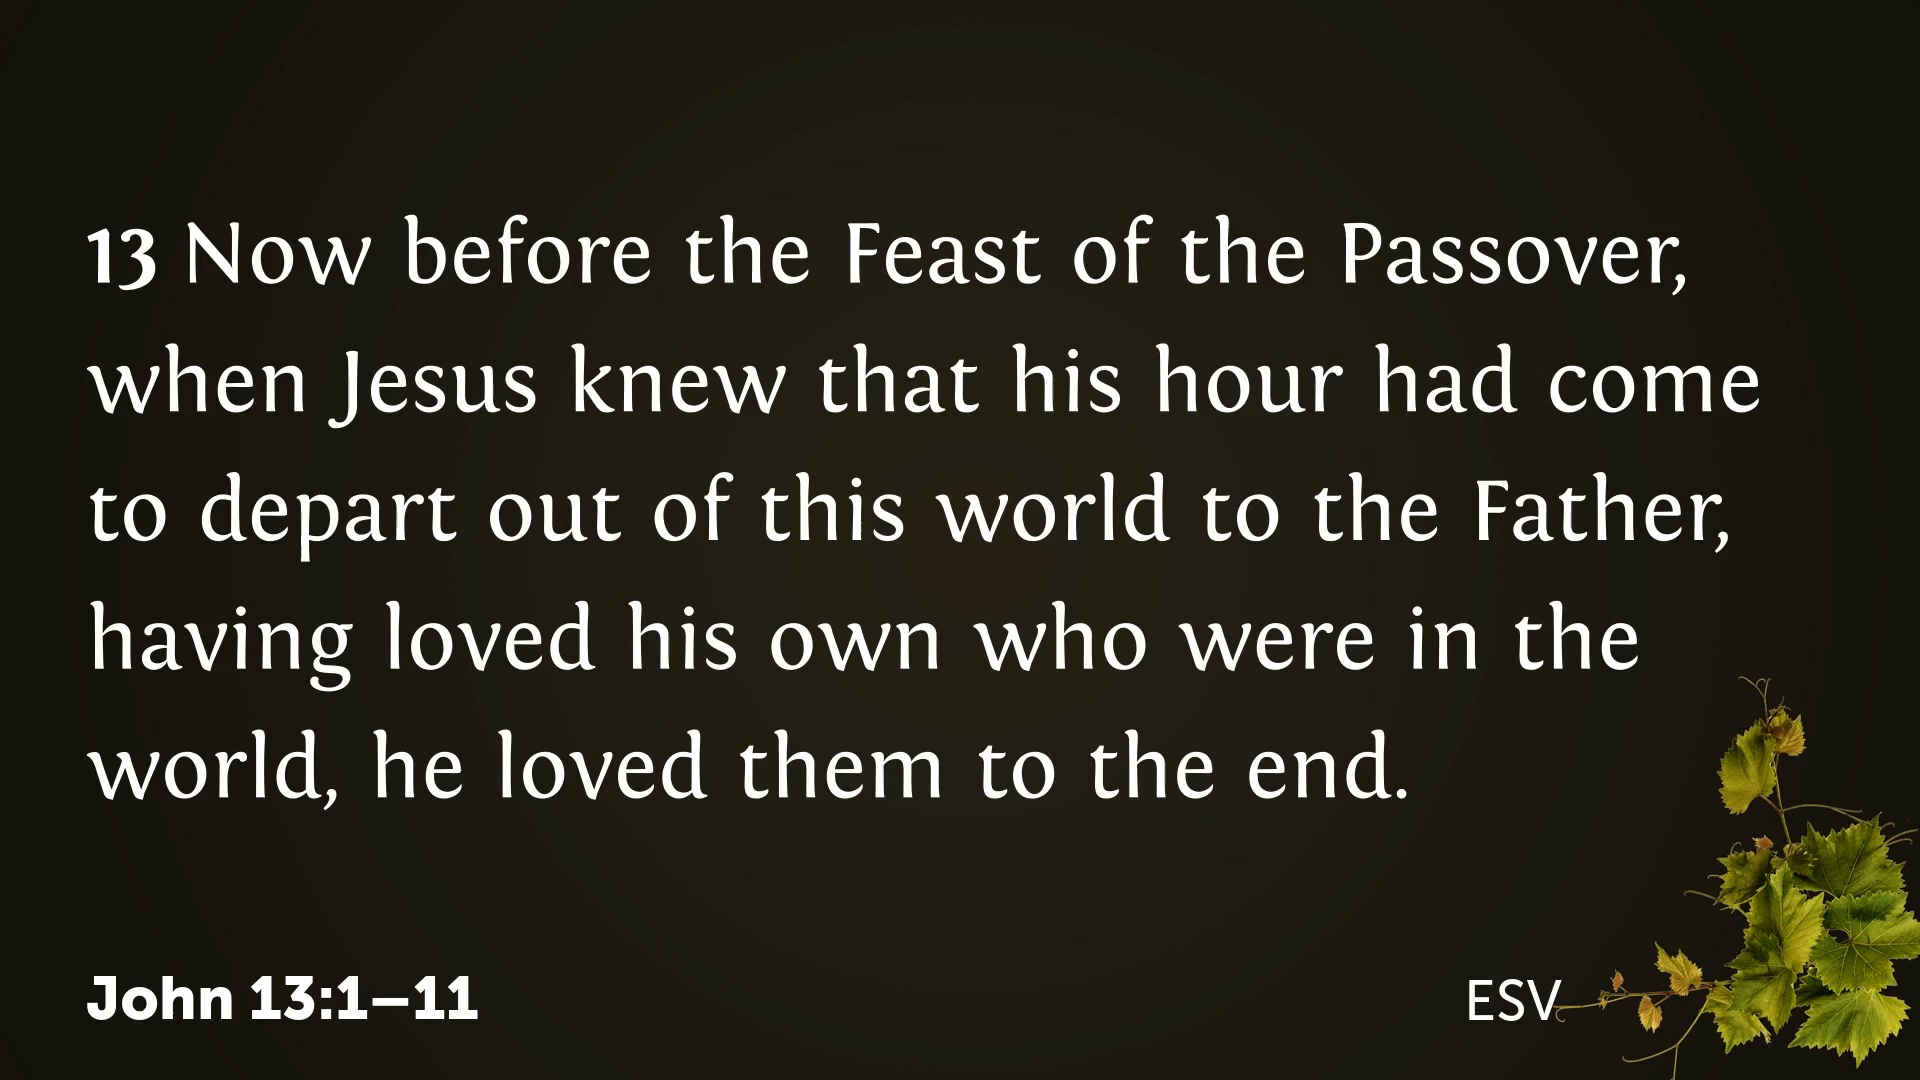 13 Now before the Feast of the Passover,
when Jesus knew that his hour had come
to depart out of this world to the Father,
having loved his own who were in the
world, he loved them to the end.
John 13:1–11
ESV